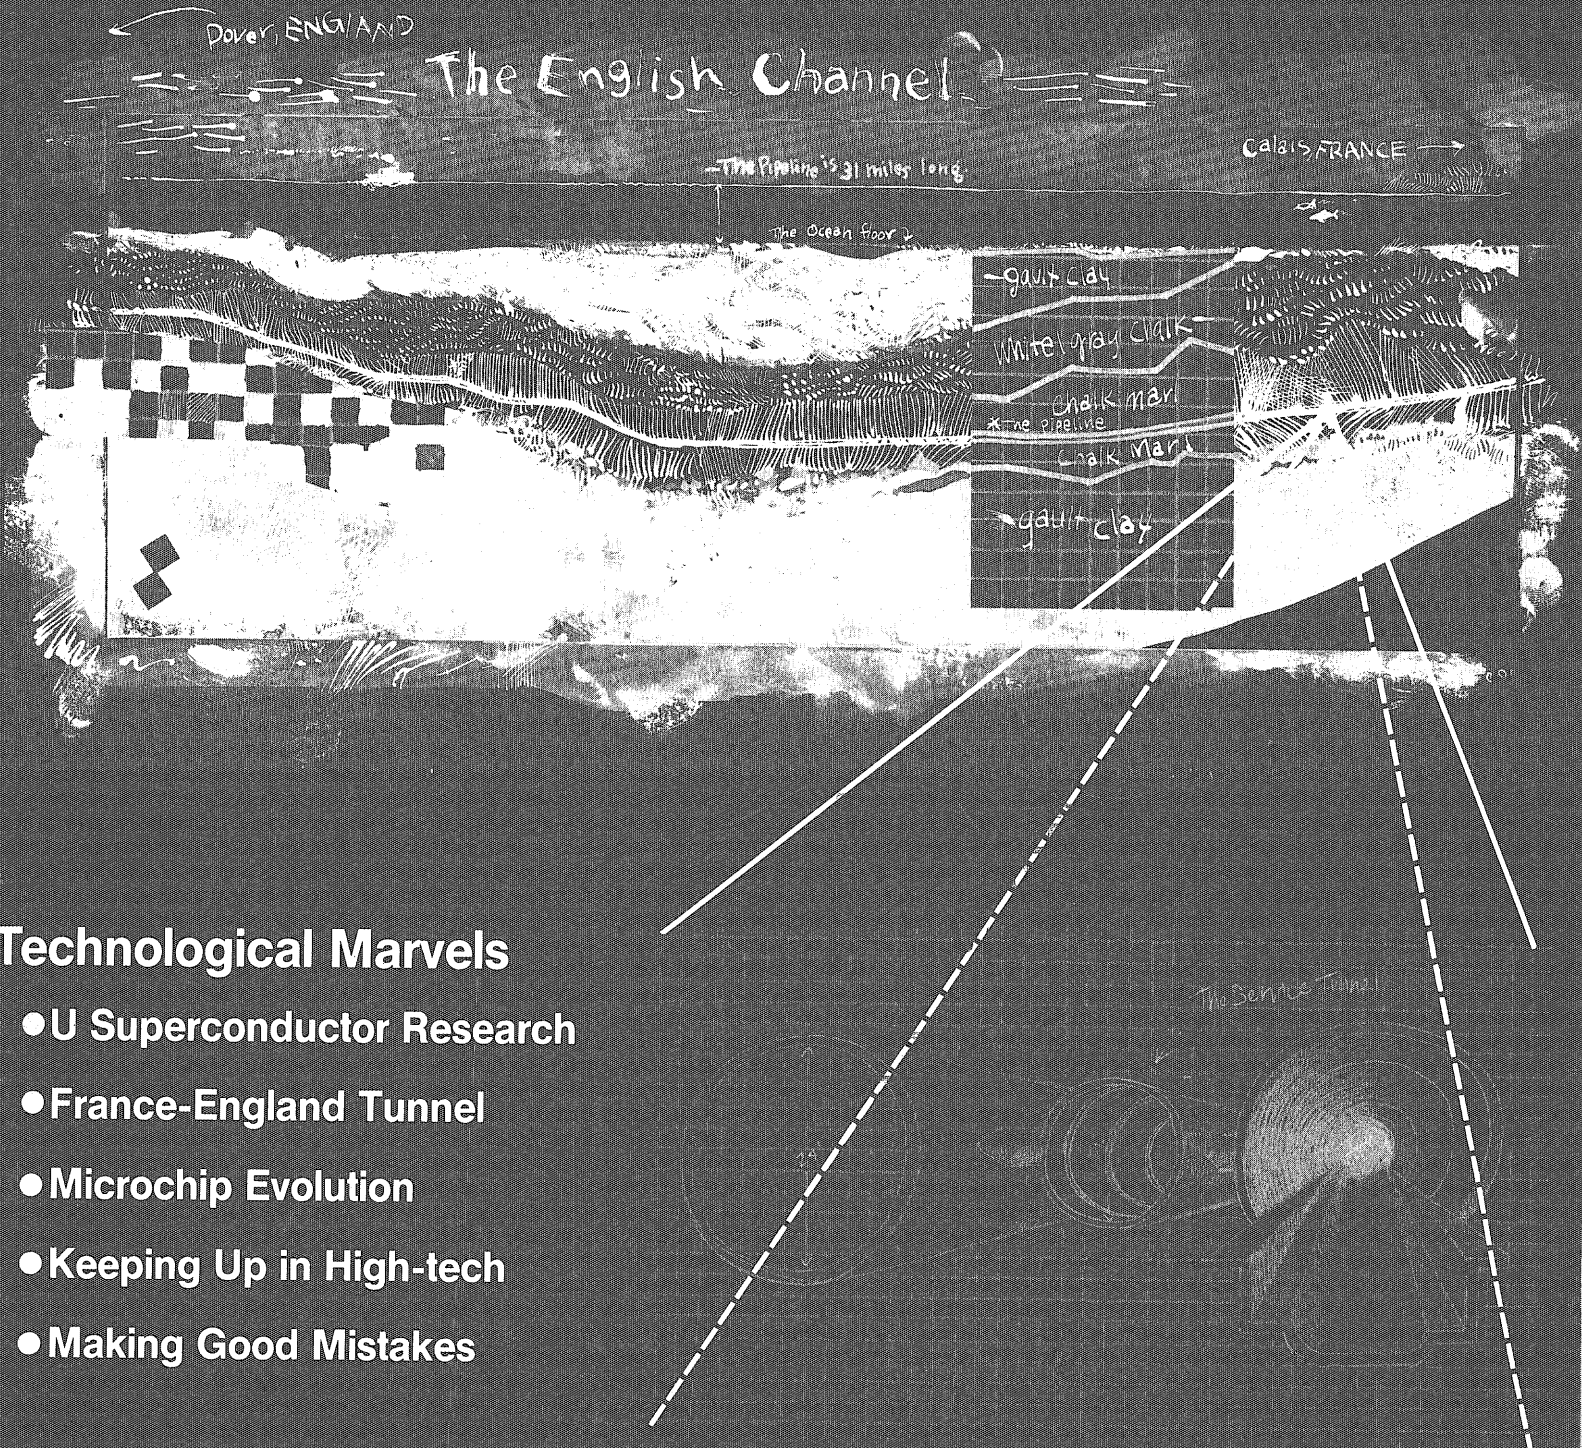 Dover, ENGLAND
The English Channel
Calais, FRANCE
The Pipeline is 31 miles long
The Ocean floor
gault clay
White/gray Chalk
Chalk Marl
*The pipeline
Chalk Marl
gault clay
Technological Marvels
●U Superconductor Research
The Service Tunnel
●France-England Tunnel
24
●Microchip Evolution
●Keeping Up in High-tech
●Making Good Mistakes